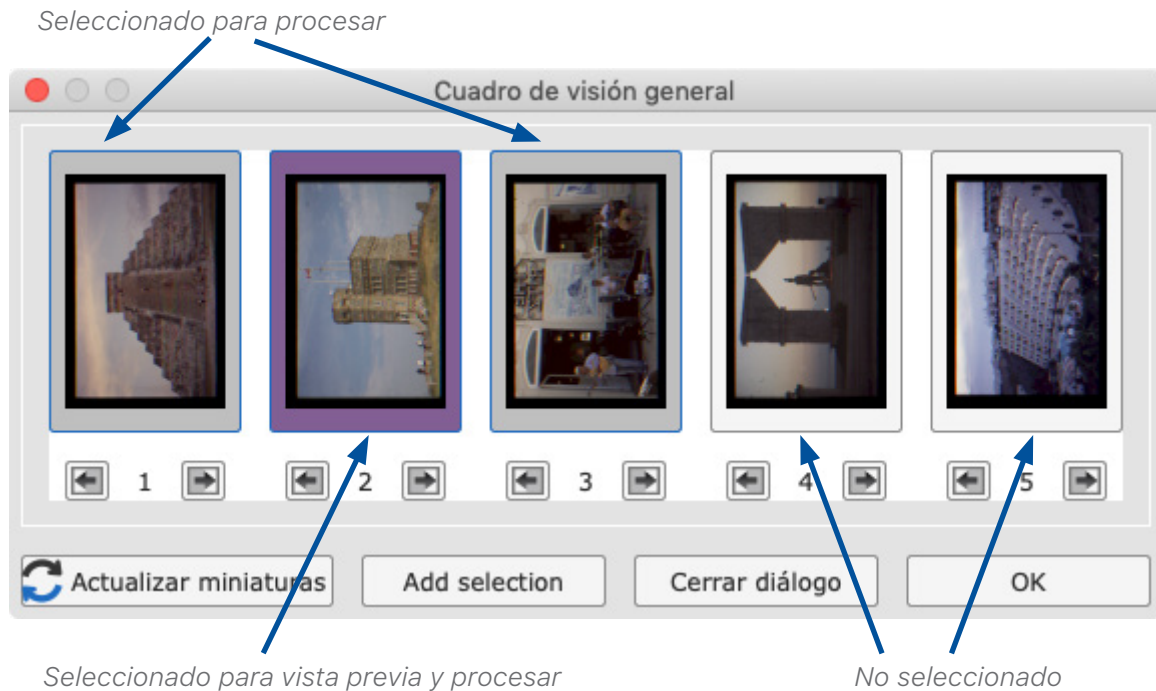 Seleccionado para procesar
Cuadro de visión general
1 2 3 4 5
Actualizar miniaturas Add selection Cerrar diálogo OK
Seleccionado para vista previa y procesar No seleccionado